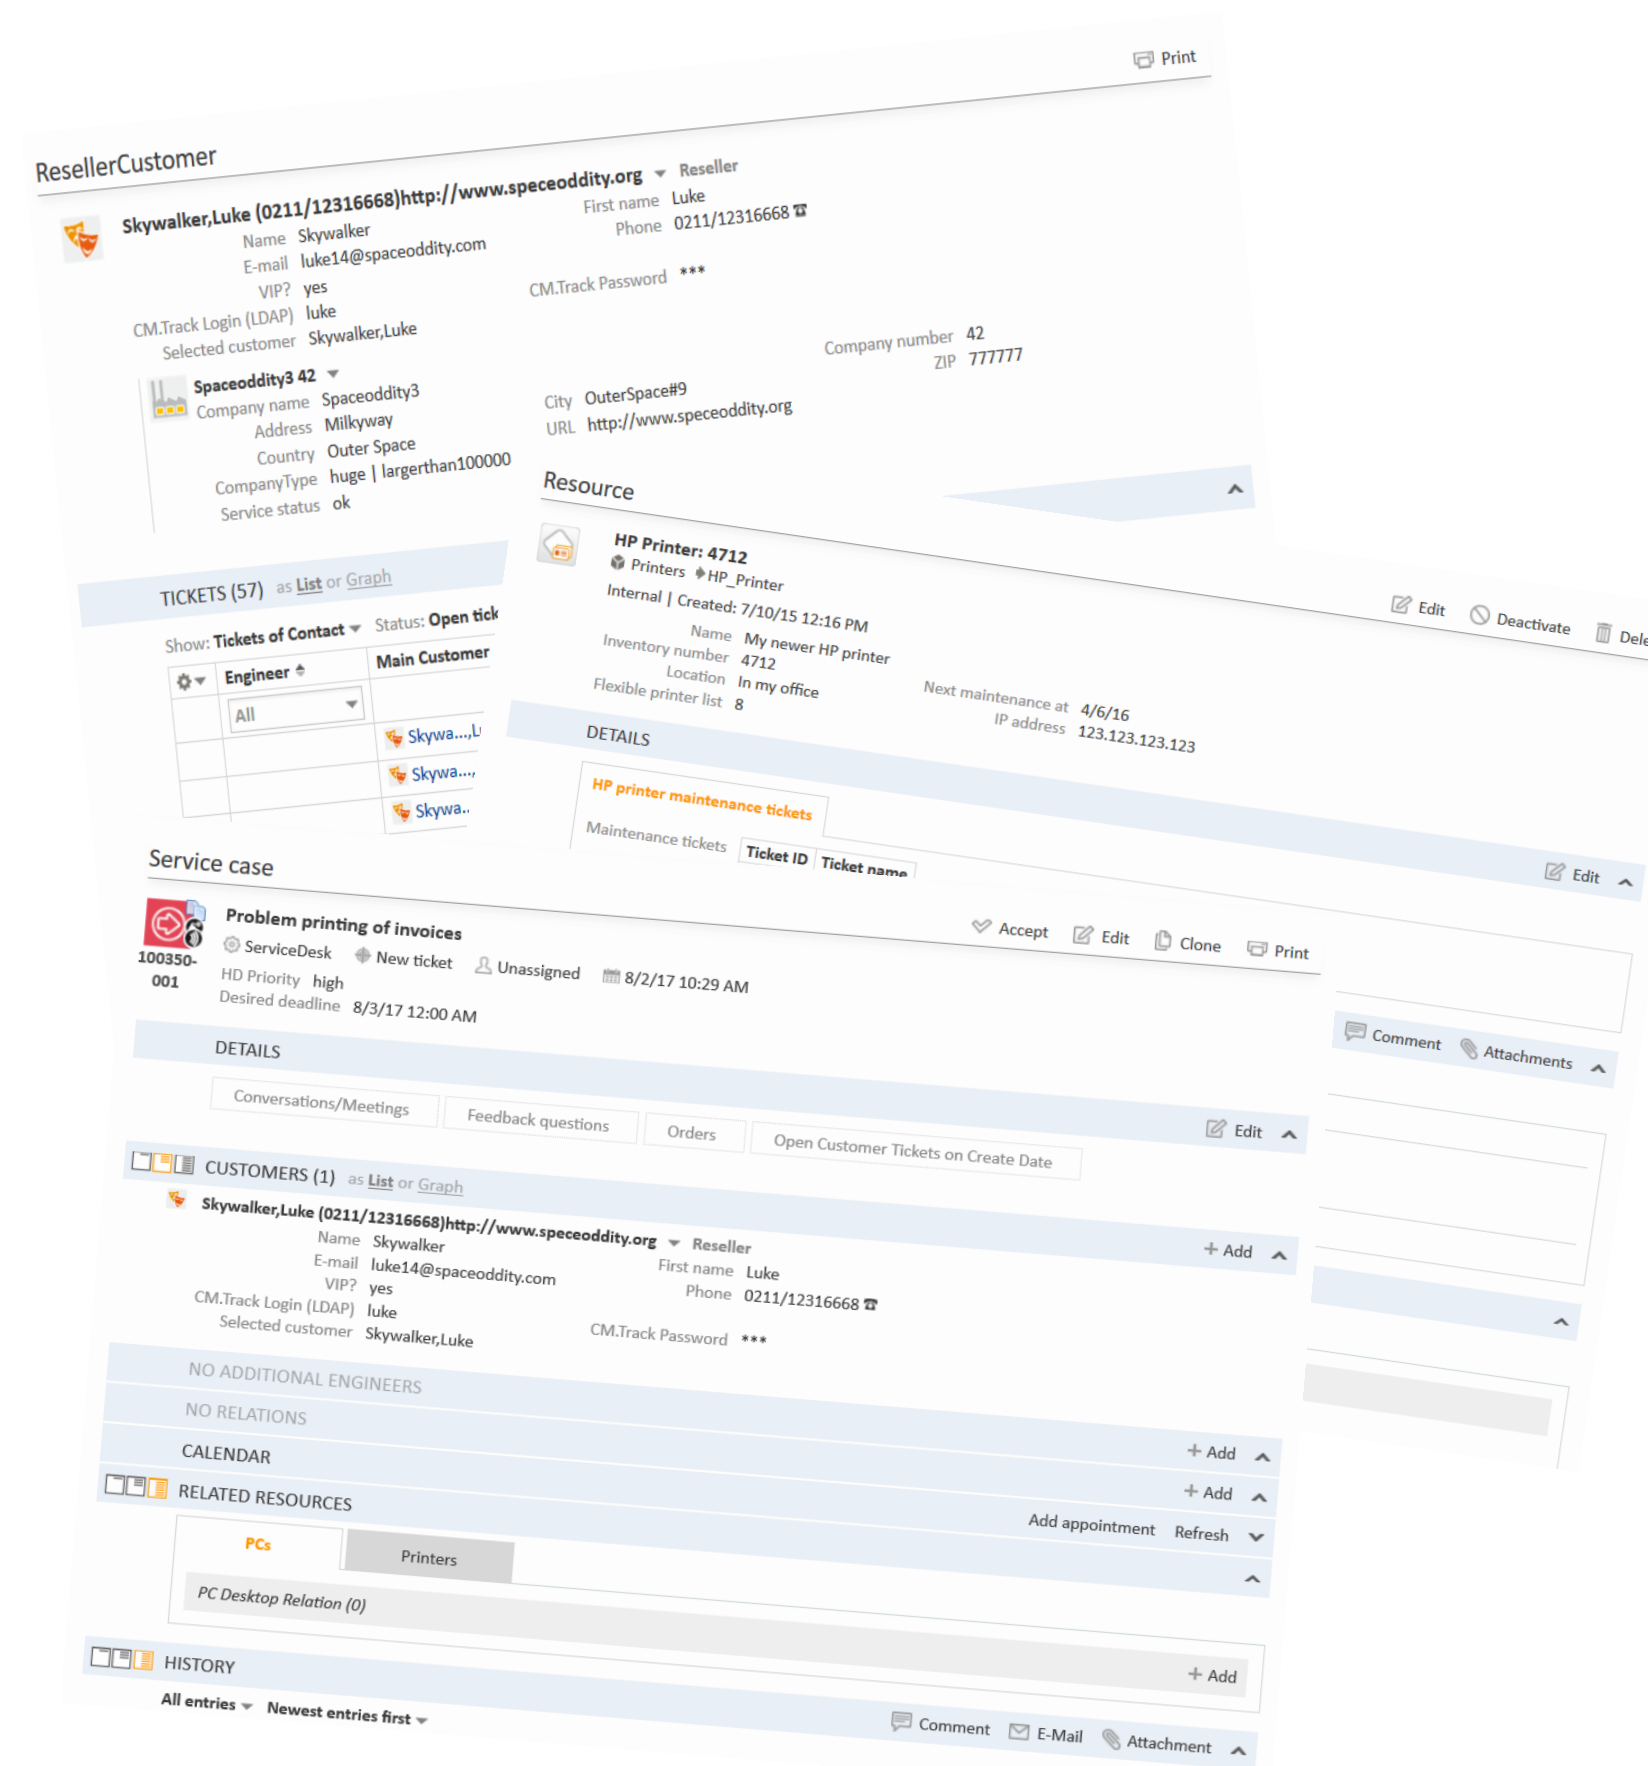 Print
ResellerCustomer
Skywalker,Luke (0211/12316668)http://www.speceoddity.org Reseller
Name Skywalker First name Luke
E-mail luke14@spaceoddity.com Phone 0211/12316668
VIP? yes
CM.Track Login (LDAP) luke CM.Track Password ***
Selected customer Skywalker,Luke
Spaceoddity3 42
Company name Spaceoddity3 Company number 42
Address Milkyway City OuterSpace#9 ZIP 777777
Country Outer Space URL http://www.speceoddity.org
CompanyType huge | largerthan100000
Service status ok
TICKETS (57) as List or Graph
Show: Tickets of Contact Status: Open tick
Engineer Main Customer
All
Skywa...,Lu
Skywa...,
Skywa..
Resource
Edit Deactivate Dele
HP Printer: 4712
Printers HP_Printer
Internal | Created: 7/10/15 12:16 PM
Name My newer HP printer
Inventory number 4712
Location In my office Next maintenance at 4/6/16
Flexible printer list 8 IP address 123.123.123.123
DETAILS Edit
HP printer maintenance tickets
Maintenance tickets Ticket ID Ticket name
Comment Attachments
Service case
Accept Edit Clone Print
Problem printing of invoices
ServiceDesk New ticket Unassigned 8/2/17 10:29 AM
100350-
001
HD Priority high
Desired deadline 8/3/17 12:00 AM
DETAILS Edit
Conversations/Meetings Feedback questions Orders Open Customer Tickets on Create Date
CUSTOMERS (1) as List or Graph + Add
Skywalker,Luke (0211/12316668)http://www.speceoddity.org Reseller
Name Skywalker First name Luke
E-mail luke14@spaceoddity.com Phone 0211/12316668
VIP? yes
CM.Track Login (LDAP) luke CM.Track Password ***
Selected customer Skywalker,Luke
NO ADDITIONAL ENGINEERS + Add
NO RELATIONS + Add
CALENDAR Add appointment Refresh
RELATED RESOURCES
PCs Printers
PC Desktop Relation (0) + Add
HISTORY Comment E-Mail Attachment
All entries Newest entries first